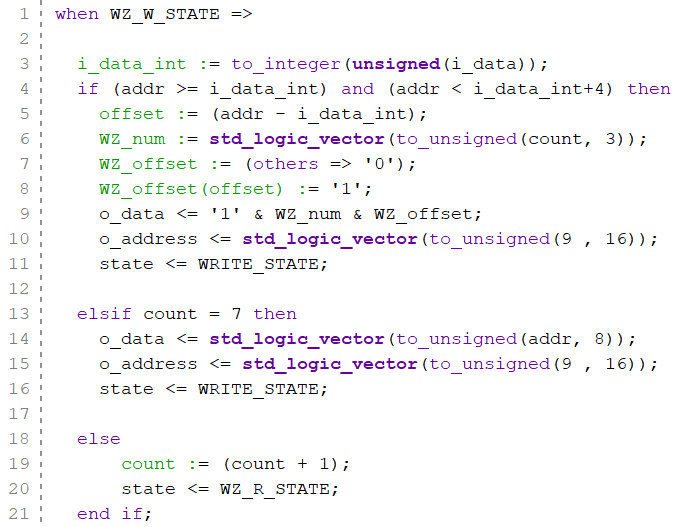 1 when WZ_W_STATE =>
2
3 i_data_int := to_integer(unsigned(i_data));
4 if (addr >= i_data_int) and (addr < i_data_int+4) then
5 offset := (addr - i_data_int);
6 WZ_num := std_logic_vector(to_unsigned(count, 3));
7 WZ_offset := (others => '0');
8 WZ_offset(offset) := '1';
9 o_data <= '1' & WZ_num & WZ_offset;
10 o_address <= std_logic_vector(to_unsigned(9 , 16));
11 state <= WRITE_STATE;
12
13 elsif count = 7 then
14 o_data <= std_logic_vector(to_unsigned(addr, 8));
15 o_address <= std_logic_vector(to_unsigned(9 , 16));
16 state <= WRITE_STATE;
17
18 else
19 count := (count + 1);
20 state <= WZ_R_STATE;
21 end if;